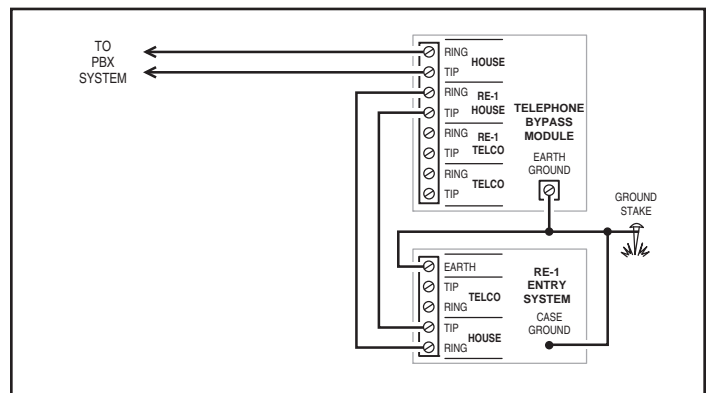 TO
PBX
SYSTEM
RING
HOUSE
TIP
RING RE-1
TIP HOUSE
RING RE-1
TIP TELCO
RING
TELCO
TIP
TELEPHONE
BYPASS
MODULE
EARTH
GROUND
GROUND
STAKE
EARTH
TIP
TELCO
RING
TIP
HOUSE
RING
RE-1
ENTRY
SYSTEM
CASE
GROUND